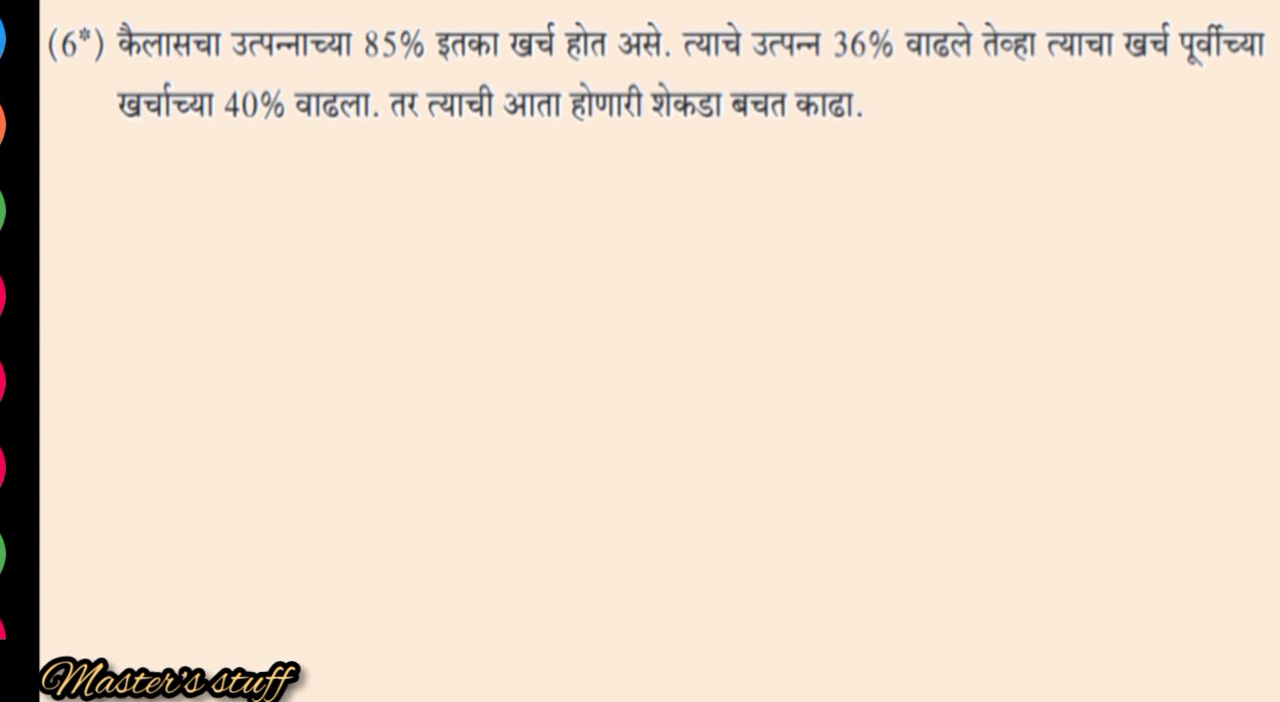 (6*) कैलासचा उत्पन्नाच्या 85% इतका खर्च होत असे. त्याचे उत्पन्न 36% वाढले तेव्हा त्याचा खर्च पूर्वीच्या
खर्चाच्या 40% वाढला. तर त्याची आता होणारी शेकडा बचत काढा.
Master's stuff